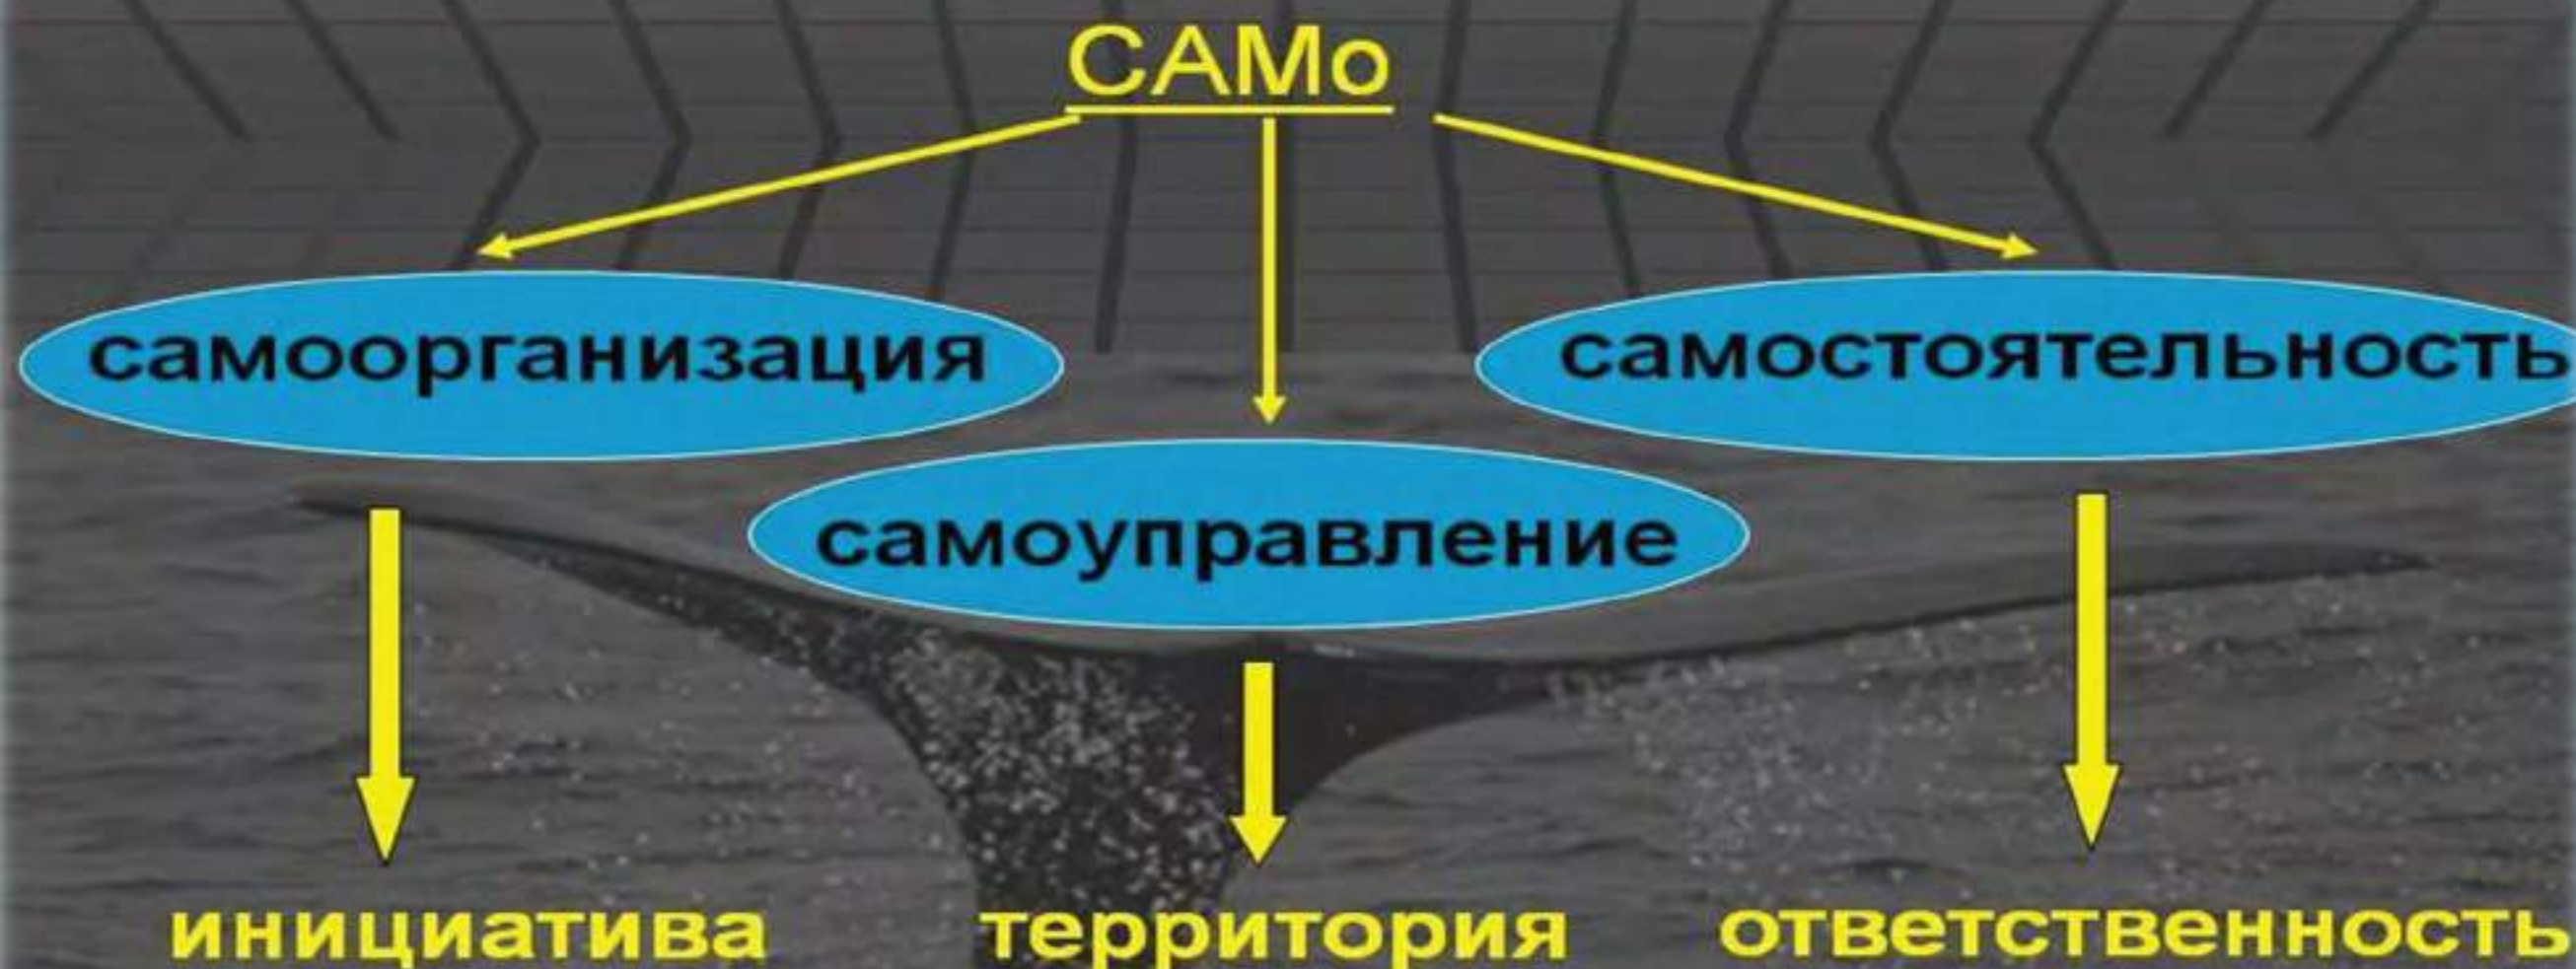 САМо
самоорганизация
самостоятельность
самоуправление
инициатива
территория
ответственность